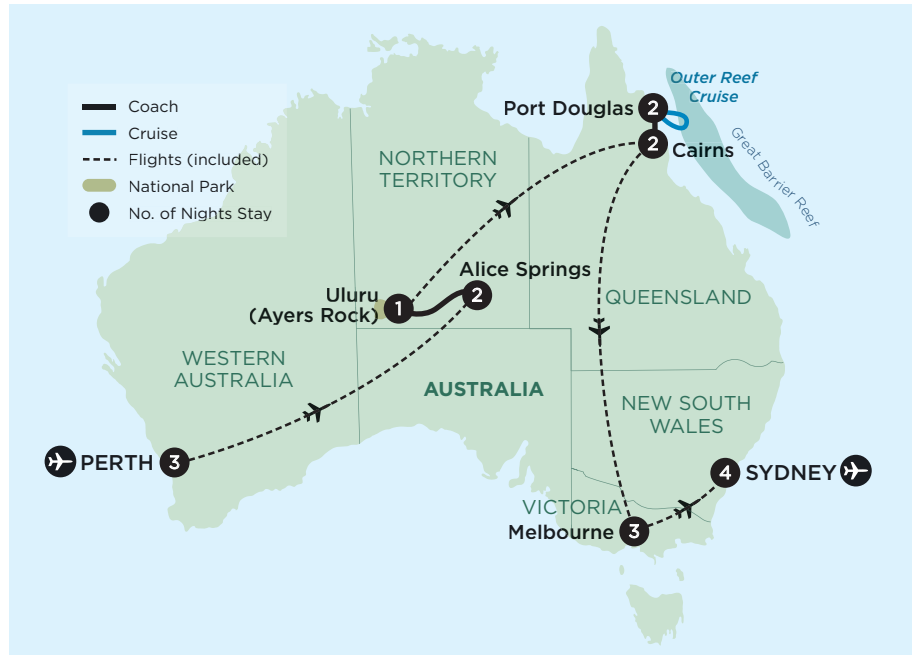 Coach
Cruise
Flights (included)
National Park
No. of Nights Stay
Outer Reef
Cruise
Port Douglas
2
2
Cairns
Great Barrier Reef
NORTHERN
TERRITORY
Alice Springs
2
Uluru
(Ayers Rock)
1
QUEENSLAND
WESTERN
AUSTRALIA
AUSTRALIA
NEW SOUTH
WALES
PERTH
3
4
SYDNEY
VICTORIA
Melbourne
3